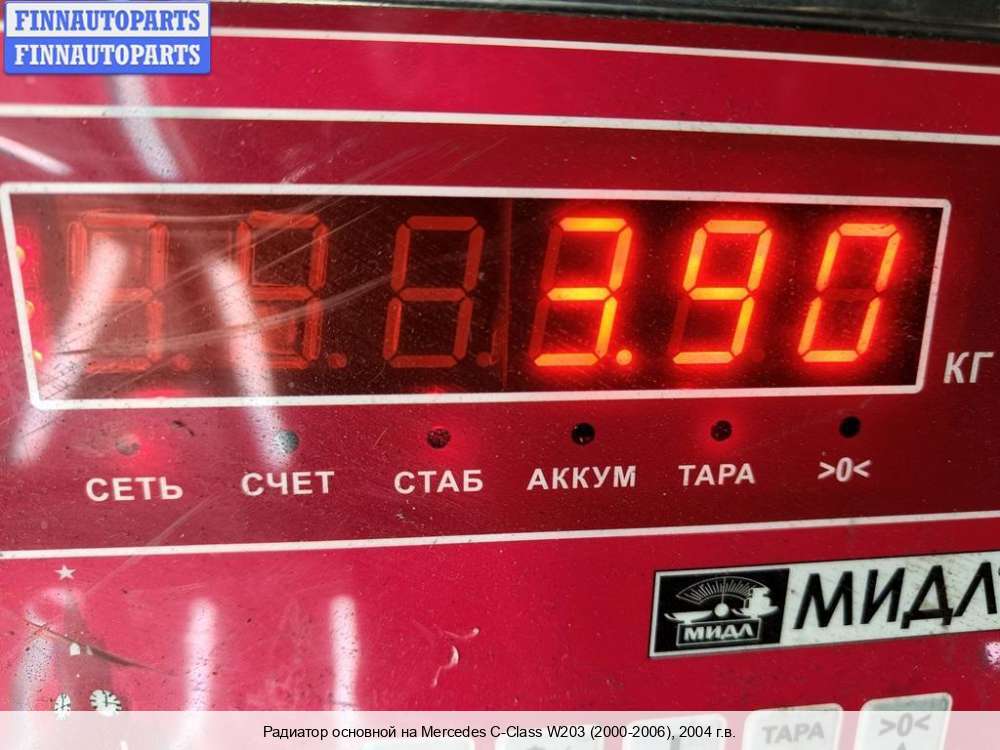 FINNAUTOPARTS
FINNAUTOPARTS
3.90
КГ
СЕТЬ СЧЕТ СТАБ АККУМ ТАРА >0<
МИДЛ МИДЛ
ТАРА >0<
Радиатор основной на Mercedes C-Class W203 (2000-2006), 2004 г.в.